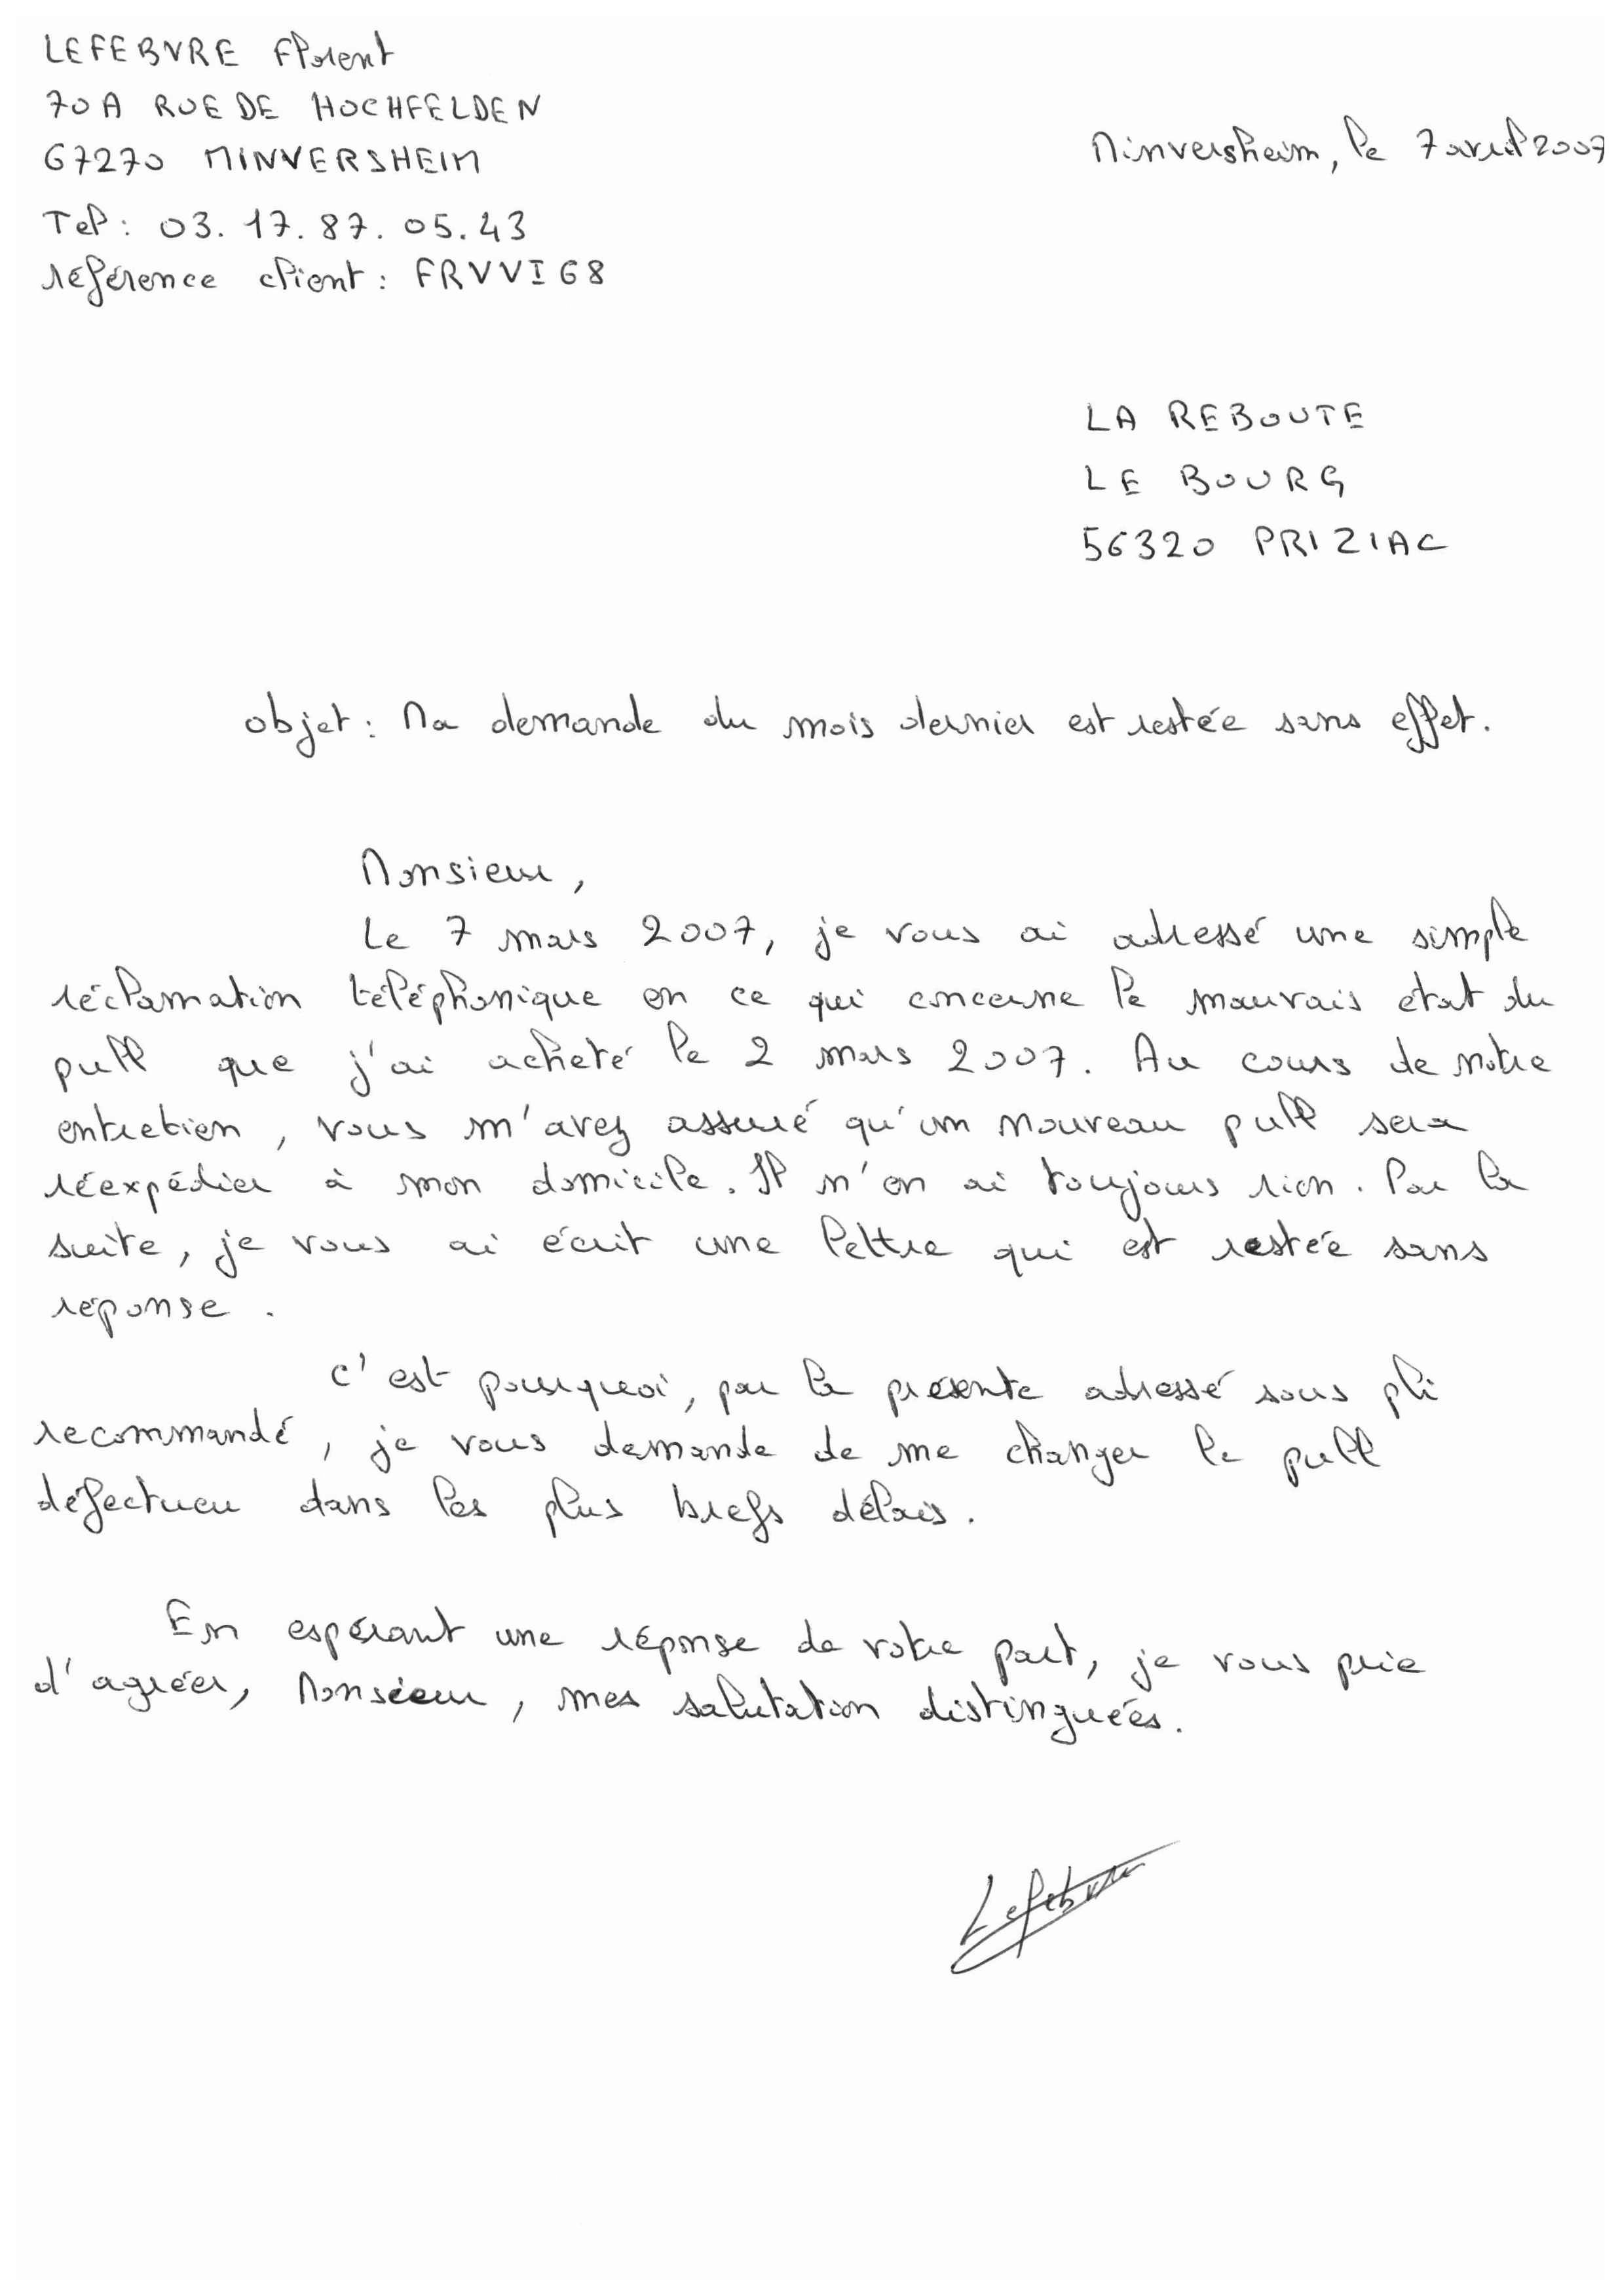 LEFEBVRE Florent
70A RUE DE HOCHFELDEN
67270 MINVERSHEIM
Minversheim, le 7 avril 2007
Tel : 03.17.87.05.43
référence client : FRVVI68
LA REBOUTE
LE BOURG
56320 PRIZIAC
objet : Ma demande du mois dernier est restée sans effet.
Monsieur,
Le 7 mars 2007, je vous ai adressé une simple
réclamation téléphonique en ce qui concerne le mauvais état du
pull que j'ai acheté le 2 mars 2007. Au cours de notre
entretien, vous m'avez assuré qu'un nouveau pull sera
réexpédier à mon domicile. Il n'en ai toujours rien. Par la
suite, je vous ai écrit une lettre qui est restée sans
réponse.
C'est pourquoi, par la présente adressé sous pli
recommandé, je vous demande de me changer le pull
défectueu dans les plus brefs délais.
En espérant une réponse de votre part, je vous prie
d'agréer, Monsieur, mes salutation distinguées.
Lefebvre